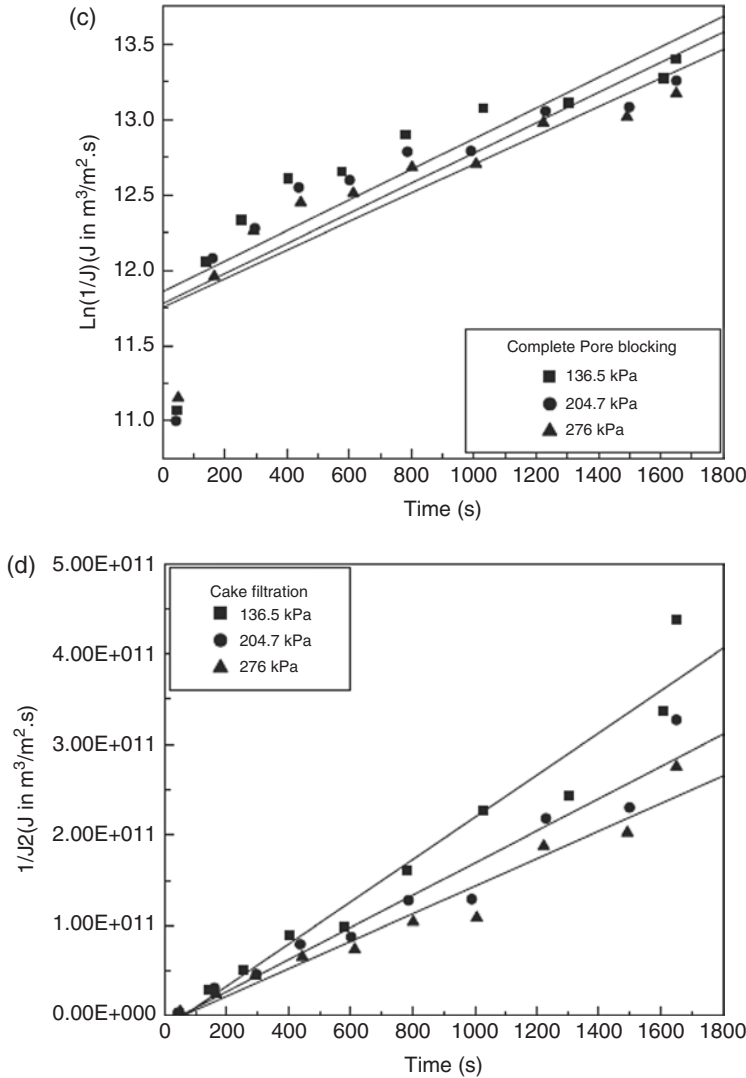 (c)
13.5
13.0
12.5
12.0
11.5
11.0
Ln(1/J)(J in m³/m².s)
Complete Pore blocking
136.5 kPa
204.7 kPa
276 kPa
0 200 400 600 800 1000 1200 1400 1600 1800
Time (s)
(d)
5.00E+011
4.00E+011
3.00E+011
2.00E+011
1.00E+011
0.00E+000
1/J2(J in m³/m².s)
Cake filtration
136.5 kPa
204.7 kPa
276 kPa
0 200 400 600 800 1000 1200 1400 1600 1800
Time (s)